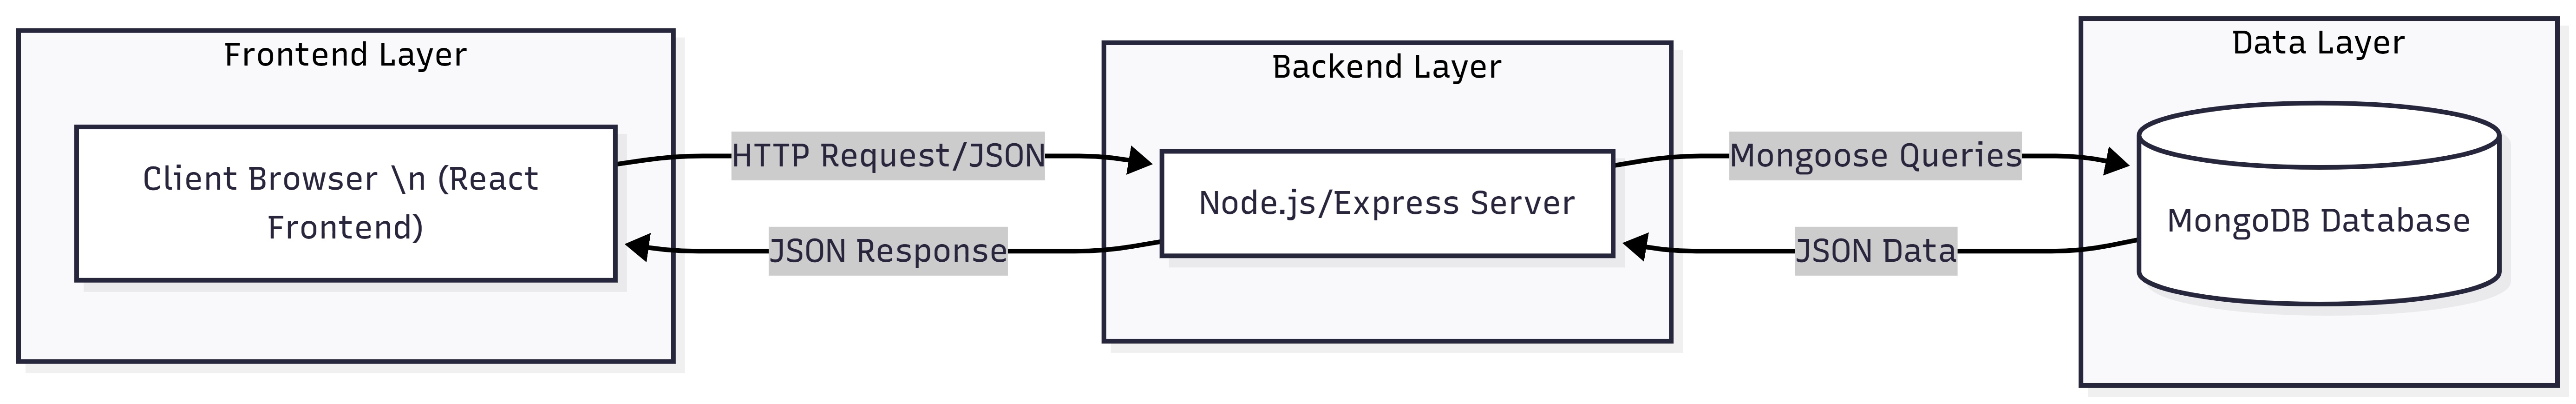 Frontend Layer
Client Browser \n (React
Frontend)
HTTP Request/JSON
JSON Response
Backend Layer
Node.js/Express Server
Mongoose Queries
JSON Data
Data Layer
MongoDB Database